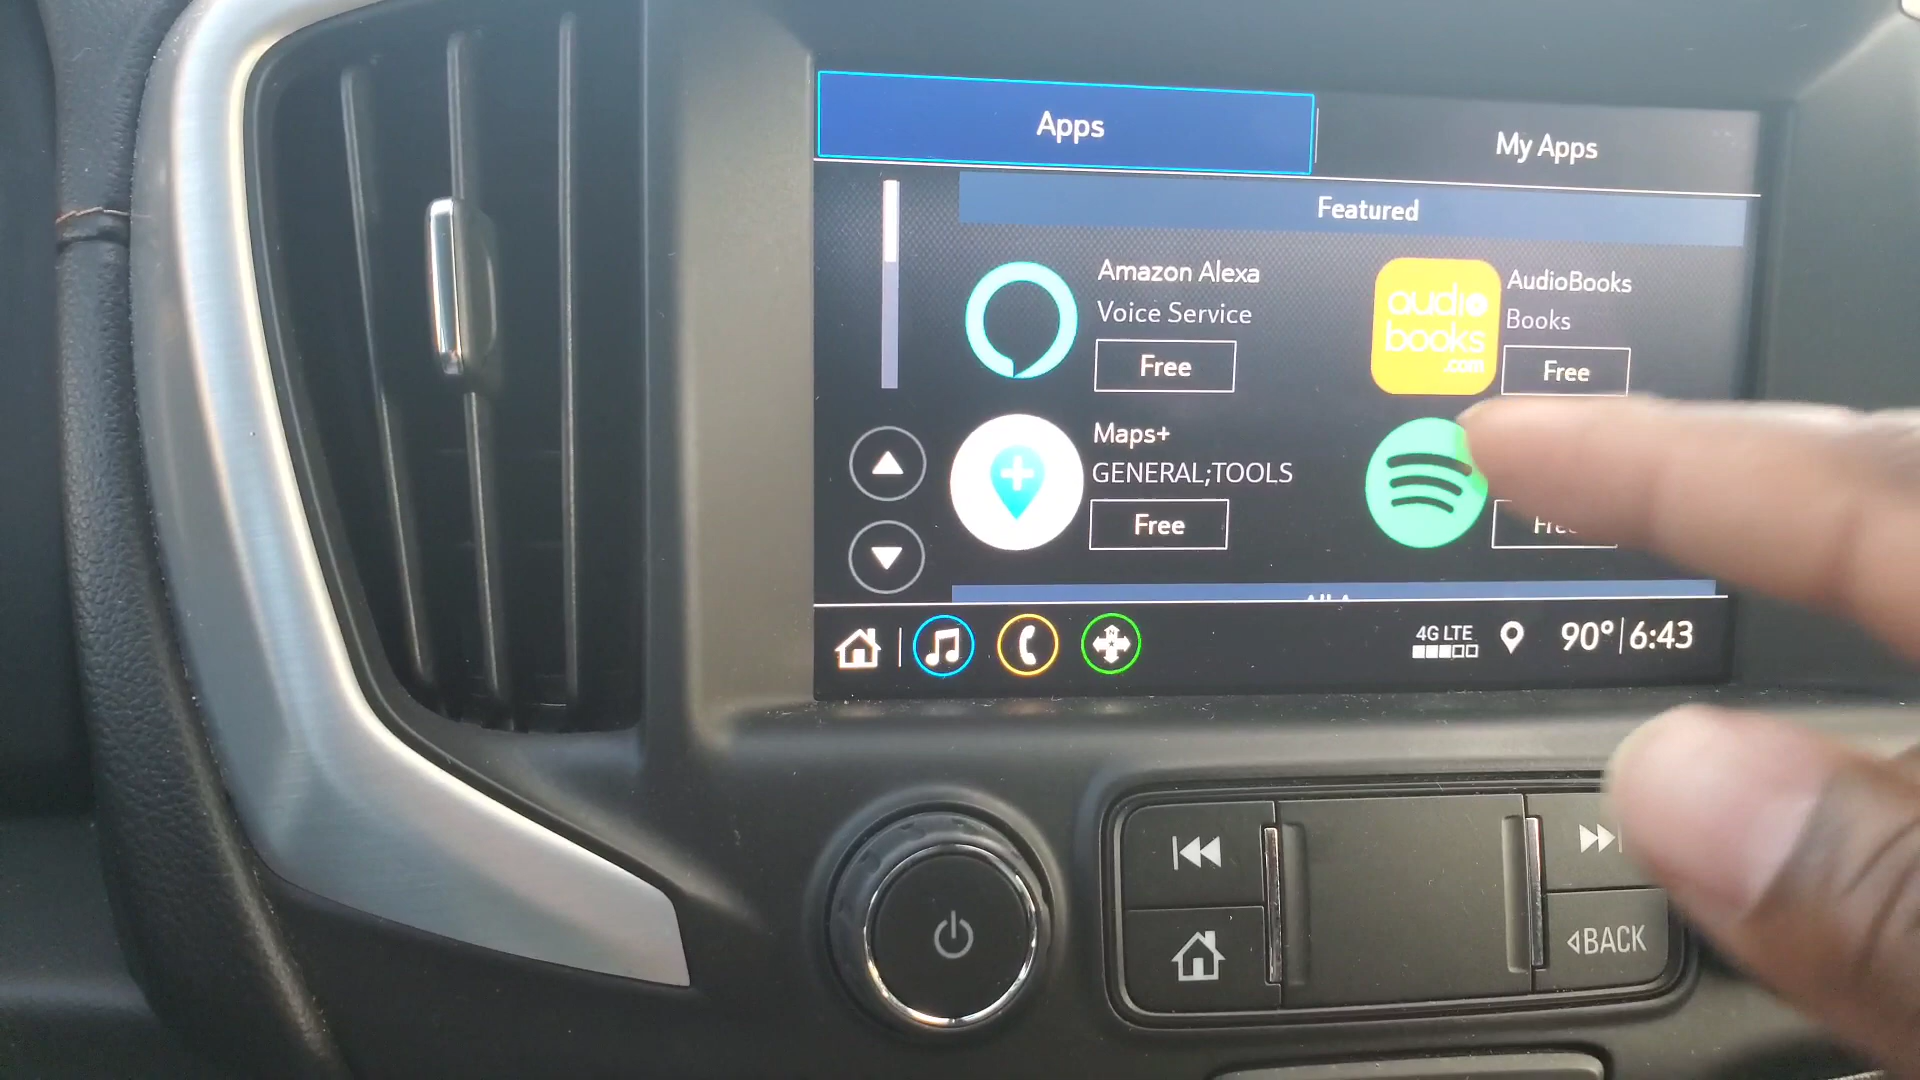 Apps
My Apps
Featured
Amazon Alexa
Voice Service
Free
AudioBooks
Books
Free
audio
books
.com
Maps+
GENERAL;TOOLS
Free
4G LTE
90° | 6:43
BACK